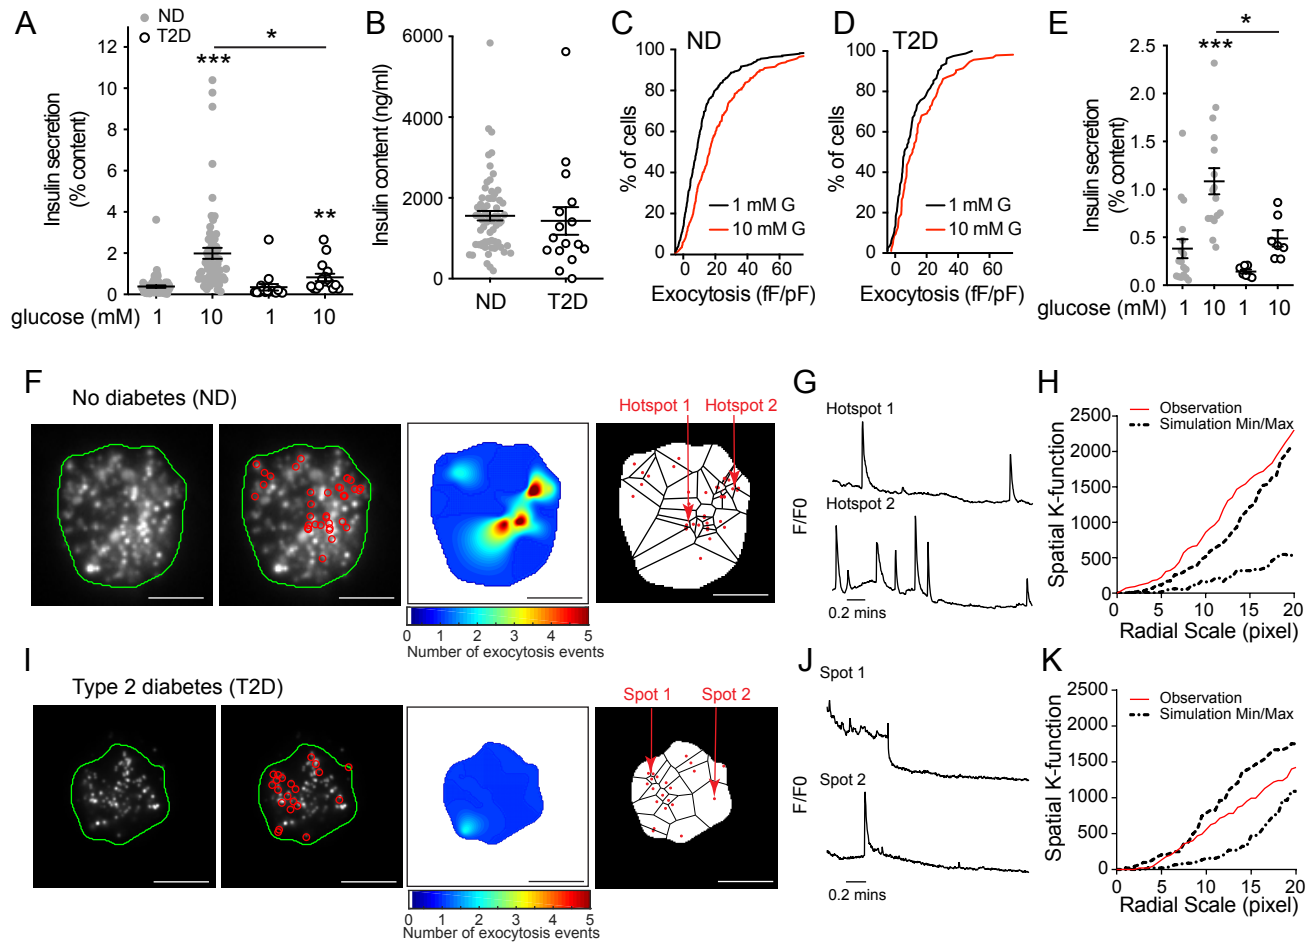 A
ND
T2D
Insulin secretion
(% content)
12
10
8
6
4
2
0
***
*
**
glucose (mM)
1
10
1
10
B
Insulin content (ng/ml)
6000
4000
2000
0
ND
T2D
C
ND
% of cells
100
80
60
40
20
0
1 mM G
10 mM G
0
20
40
60
Exocytosis (fF/pF)
D
T2D
% of cells
100
80
60
40
20
0
1 mM G
10 mM G
0
20
40
60
Exocytosis (fF/pF)
E
Insulin secretion
(% content)
2.5
2.0
1.5
1.0
0.5
0.0
***
*
glucose (mM)
1
10
1
10
F
No diabetes (ND)
Hotspot 1
Hotspot 2
0 1 2 3 4 5
Number of exocytosis events
G
Hotspot 1
Hotspot 2
F/F0
0.2 mins
H
Spatial K-function
2500
2000
1500
1000
500
0
Observation
Simulation Min/Max
0 5 10 15 20
Radial Scale (pixel)
I
Type 2 diabetes (T2D)
Spot 1
Spot 2
0 1 2 3 4 5
Number of exocytosis events
J
Spot 1
Spot 2
F/F0
0.2 mins
K
Spatial K-function
2500
2000
1500
1000
500
0
Observation
Simulation Min/Max
0 5 10 15 20
Radial Scale (pixel)